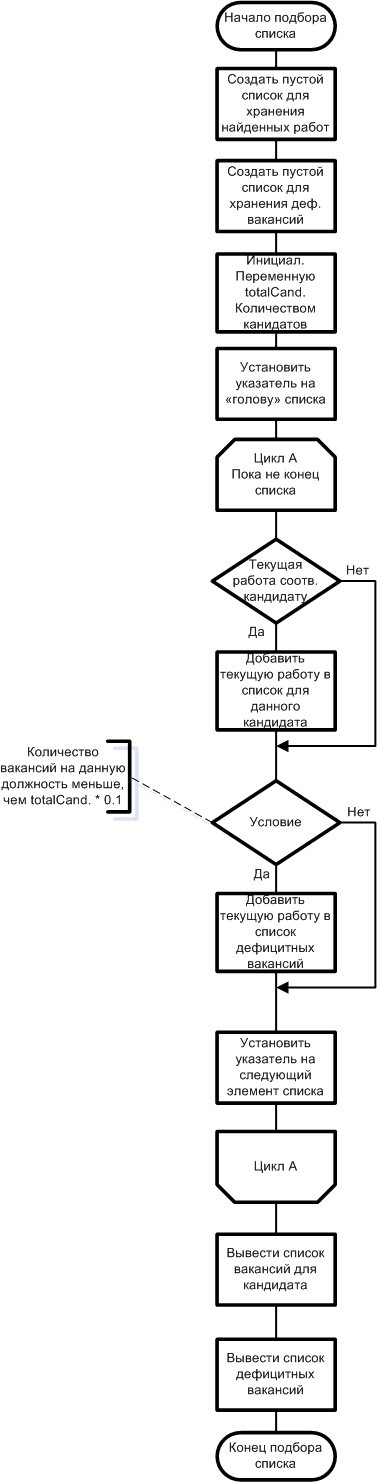 Начало подбора
списка
Создать пустой
список для
хранения
найденных работ
Создать пустой
список для
хранения деф.
вакансий
Инициал.
Переменную
totalCand.
Количеством
канидатов
Установить
указатель на
«голову» списка
Цикл А
Пока не конец
списка
Текущая
работа соотв.
кандидату
Нет
Да
Добавить
текущую работу в
список для
данного
кандидата
Количество
вакансий на данную
должность меньше,
чем totalCand. * 0.1
Условие
Нет
Да
Добавить
текущую работу в
список
дефицитных
вакансий
Установить
указатель на
следующий
элемент списка
Цикл А
Вывести список
вакансий для
кандидата
Вывести список
дефицитных
вакансий
Конец подбора
списка